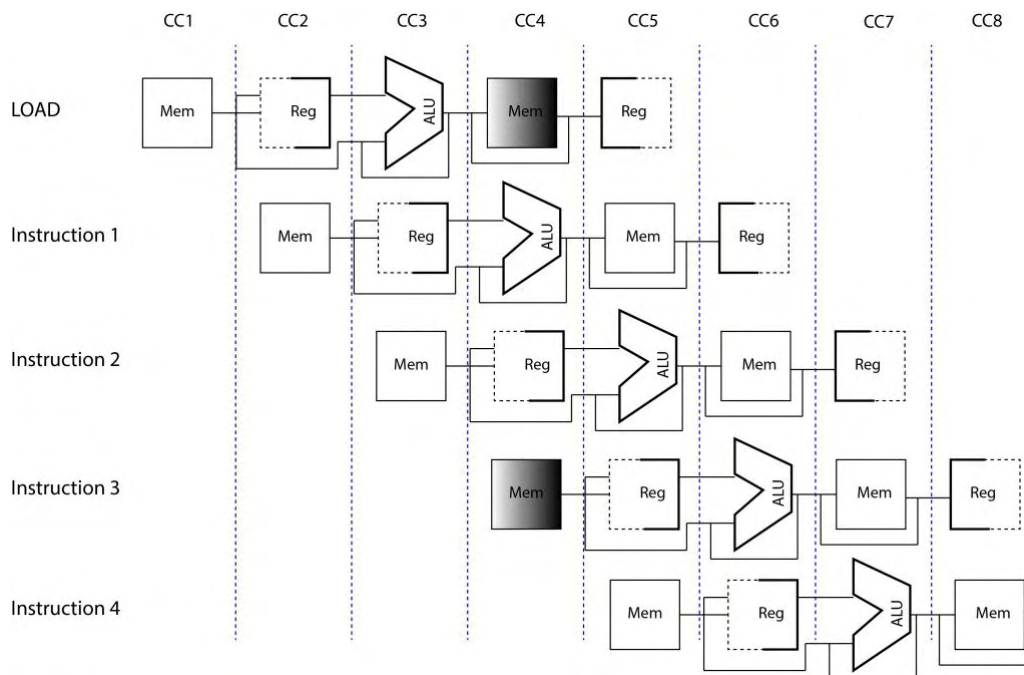 CC1 CC2 CC3 CC4 CC5 CC6 CC7 CC8
LOAD Mem Reg ALU Mem Reg
Instruction 1 Mem Reg ALU Mem Reg
Instruction 2 Mem Reg ALU Mem Reg
Instruction 3 Mem Reg ALU Mem Reg
Instruction 4 Mem Reg ALU Mem